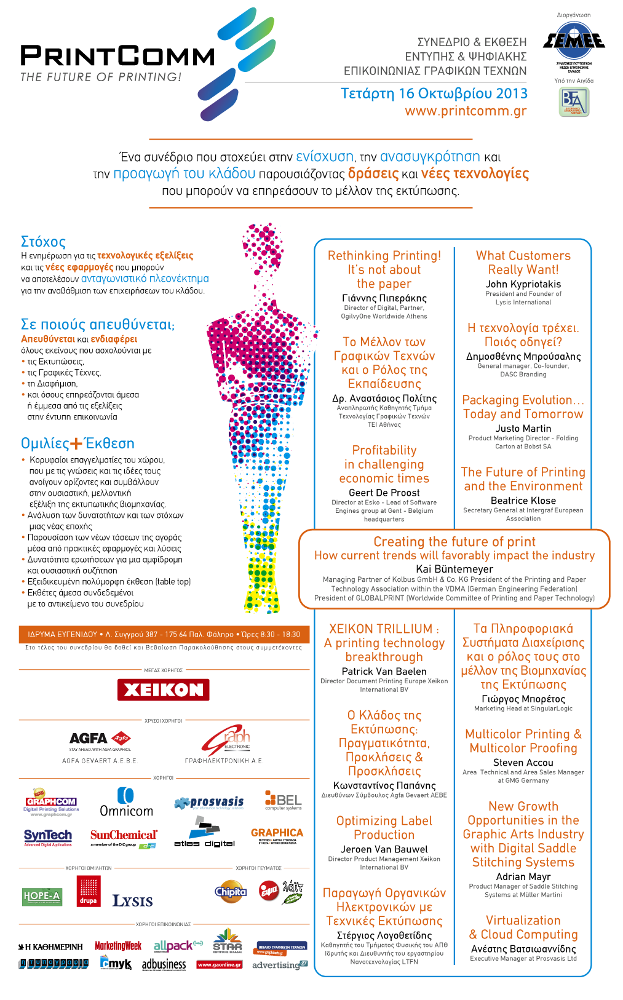 PRINTCOMM
THE FUTURE OF PRINTING!
ΣΥΝΕΔΡΙΟ & ΕΚΘΕΣΗ
ΕΝΤΥΠΗΣ & ΨΗΦΙΑΚΗΣ
ΕΠΙΚΟΙΝΩΝΙΑΣ ΓΡΑΦΙΚΩΝ ΤΕΧΝΩΝ
Τετάρτη 16 Οκτωβρίου 2013
www.printcomm.gr
Διοργάνωση
ΣΕΜΕΕ
ΣΥΝΔΕΣΜΟΣ ΕΚΤΥΠΩΤΙΚΩΝ
ΜΕΣΩΝ ΕΠΙΚΟΙΝΩΝΙΑΣ
ΕΛΛΑΔΟΣ
Υπό την Αιγίδα
ΒΕΑ
ΒΙΟΤΕΧΝΙΚΟ
ΕΠΙΜΕΛΗΤΗΡΙΟ
ΑΘΗΝΩΝ
Ένα συνέδριο που στοχεύει στην ενίσχυση, την ανασυγκρότηση και
την προαγωγή του κλάδου παρουσιάζοντας δράσεις και νέες τεχνολογίες
που μπορούν να επηρεάσουν το μέλλον της εκτύπωσης.
Στόχος
Η ενημέρωση για τις τεχνολογικές εξελίξεις
και τις νέες εφαρμογές που μπορούν
να αποτελέσουν ανταγωνιστικό πλεονέκτημα
για την αναβάθμιση των επιχειρήσεων του κλάδου.
Σε ποιούς απευθύνεται;
Απευθύνεται και ενδιαφέρει
όλους εκείνους που ασχολούνται με
• τις Εκτυπώσεις,
• τις Γραφικές Τέχνες,
• τη Διαφήμιση,
• και όσους επηρεάζονται άμεσα
ή έμμεσα από τις εξελίξεις
στην έντυπη επικοινωνία
Ομιλίες+Έκθεση
• Κορυφαίοι επαγγελματίες του χώρου,
που με τις γνώσεις και τις ιδέες τους
ανοίγουν ορίζοντες και συμβάλλουν
στην ουσιαστική, μελλοντική
εξέλιξη της εκτυπωτικής βιομηχανίας.
• Ανάλυση των δυνατοτήτων και των στόχων
μιας νέας εποχής
• Παρουσίαση των νέων τάσεων της αγοράς
μέσα από πρακτικές εφαρμογές και λύσεις
• Δυνατότητα ερωτήσεων για μια αμφίδρομη
και ουσιαστική συζήτηση
• Εξειδικευμένη πολύμορφη έκθεση (table top)
• Εκθέτες άμεσα συνδεδεμένοι
με το αντικείμενο του συνεδρίου
ΙΔΡΥΜΑ ΕΥΓΕΝΙΔΟΥ • Λ. Συγγρού 387 - 175 64 Παλ. Φάληρο • Ώρες 8:30 - 18:30
Στο τέλος του συνεδρίου θα δοθεί και Βεβαίωση Παρακολούθησης στους συμμετέχοντες
ΜΕΓΑΣ ΧΟΡΗΓΟΣ
XEIKON
ΧΡΥΣΟΙ ΧΟΡΗΓΟΙ
AGFA Agfa
STAY AHEAD. WITH AGFA GRAPHICS.
AGFA GEVAERT A.E.B.E.
Graph
ELECTRONIC
ΓΡΑΦΗΛΕΚΤΡΟΝΙΚΗ Α.Ε.
ΧΟΡΗΓΟΙ
GRAPHCOM
Digital Printing Solutions
www.graphcom.gr
Omnicom
prosvasis
your information technology solutions
BEL
computer systems
SynTech
Advanced Digital Applications
SunChemical
a member of the DIC group
DIC
atlas digital
GRAPHICA
ΧΟΡΗΓΟΙ ΟΜΙΛΗΤΩΝ
HOPE-A
drupa
LYSIS
ΧΟΡΗΓΟΙ ΓΕΥΜΑΤΟΣ
Chipita
έψα
λάϊτ
ΧΟΡΗΓΟΙ ΕΠΙΚΟΙΝΩΝΙΑΣ
Η ΚΑΘΗΜΕΡΙΝΗ
MarketingWeek
allpack
STAR
ΚΕΝΤΡΙΚΗΣ ΕΛΛΑΔΟΣ
ΒΙΒΛΙΟ ΓΡΑΦΙΚΩΝ ΤΕΧΝΩΝ
www.graphicarts.gr
η τυπογραφία
cmyk
adbusiness
www.gaonline.gr
advertising.gr
Rethinking Printing!
It's not about
the paper
Γιάννης Πιπεράκης
Director of Digital, Partner,
OgilvyOne Worldwide Athens
Το Μέλλον των
Γραφικών Τεχνών
και ο Ρόλος της
Εκπαίδευσης
Δρ. Αναστάσιος Πολίτης
Αναπληρωτής Καθηγητής Τμήμα
Τεχνολογίας Γραφικών Τεχνών
ΤΕΙ Αθήνας
Profitability
in challenging
economic times
Geert De Proost
Director at Esko - Lead of Software
Engines group at Gent - Belgium
headquarters
What Customers
Really Want!
John Kypriotakis
President and Founder of
Lysis International
Η τεχνολογία τρέχει.
Ποιός οδηγεί?
Δημοσθένης Μπρούσαλης
General manager, Co-founder,
DASC Branding
Packaging Evolution...
Today and Tomorrow
Justo Martin
Product Marketing Director - Folding
Carton at Bobst SA
The Future of Printing
and the Environment
Beatrice Klose
Secretary General at Intergraf European
Association
Creating the future of print
How current trends will favorably impact the industry
Kai Büntemeyer
Managing Partner of Kolbus GmbH & Co. KG President of the Printing and Paper
Technology Association within the VDMA (German Engineering Federation)
President of GLOBALPRINT (Worldwide Committee of Printing and Paper Technology)
XEIKON TRILLIUM :
A printing technology
breakthrough
Patrick Van Baelen
Director Document Printing Europe Xeikon
International BV
Ο Κλάδος της
Εκτύπωσης:
Πραγματικότητα,
Προκλήσεις &
Προσκλήσεις
Κωνσταντίνος Παπάνης
Διευθύνων Σύμβουλος Agfa Gevaert AEBE
Optimizing Label
Production
Jeroen Van Bauwel
Director Product Management Xeikon
International BV
Παραγωγή Οργανικών
Ηλεκτρονικών με
Τεχνικές Εκτύπωσης
Στέργιος Λογοθετίδης
Καθηγητής του Τμήματος Φυσικής του ΑΠΘ
Ιδρυτής και Διευθυντής του εργαστηρίου
Νανοτεχνολογίας LTFN
Τα Πληροφοριακά
Συστήματα Διαχείρισης
και ο ρόλος τους στο
μέλλον της Βιομηχανίας
της Εκτύπωσης
Γιώργος Μπορέτος
Marketing Head at SingularLogic
Multicolor Printing &
Multicolor Proofing
Steven Accou
Area Technical and Area Sales Manager
at GMG Germany
New Growth
Opportunities in the
Graphic Arts Industry
with Digital Saddle
Stitching Systems
Adrian Mayr
Product Manager of Saddle Stitching
Systems at Müller Martini
Virtualization
& Cloud Computing
Ανέστης Βατσιωαννίδης
Executive Manager at Prosvasis Ltd